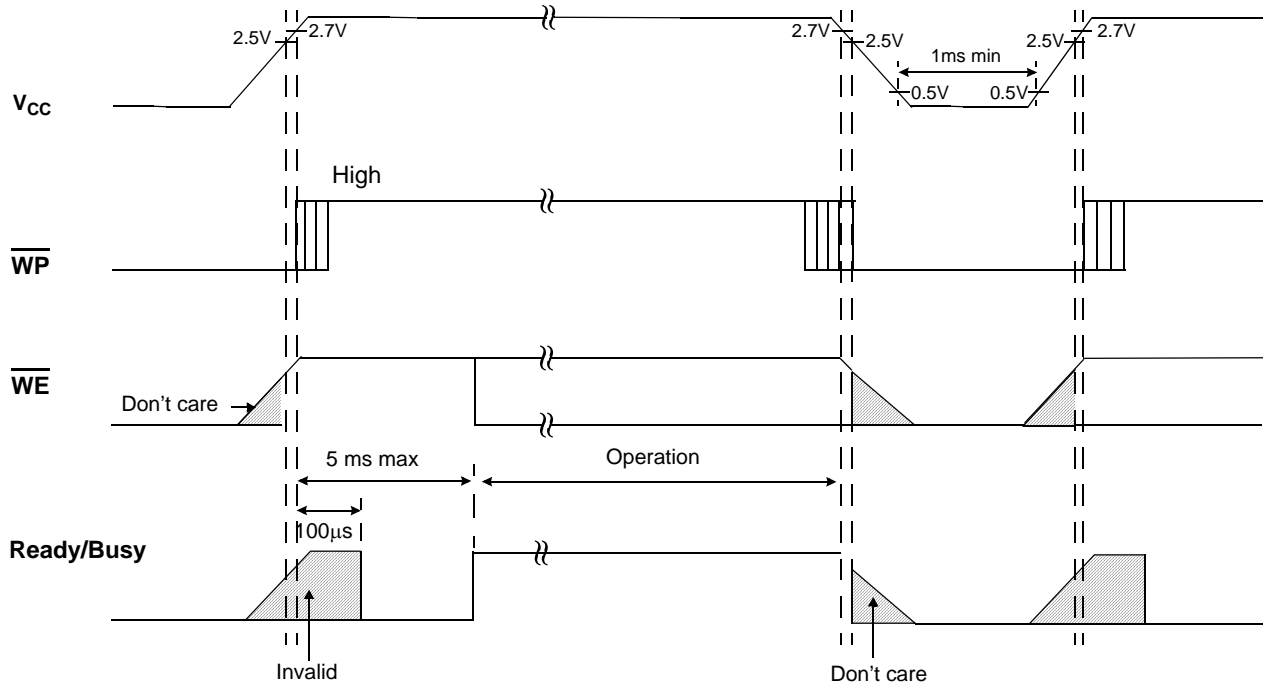 2.5V 2.7V 2.7V 2.5V 2.5V 2.7V
1ms min
0.5V 0.5V
VCC
High
WP
WE
Don't care
5 ms max Operation
100μs
Ready/Busy
Invalid Don't care